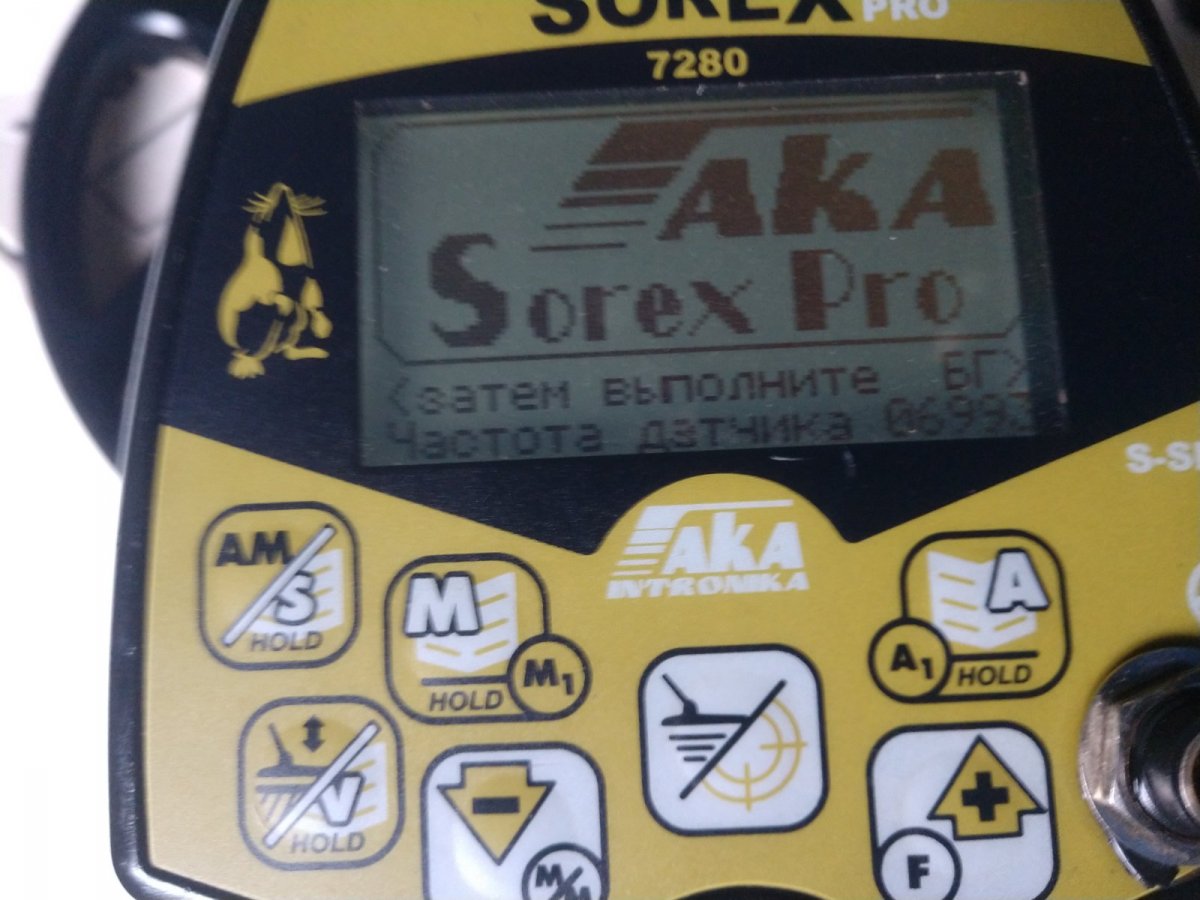 SOREX PRO
7280
AKA
Sorex Pro
<затем выполните БГ>
Частота датчика 06993
S-S
AKA
INTRONIKA
AM/S
HOLD
M
HOLD M1
A
A1 HOLD
V
HOLD
-
M/M
+
F